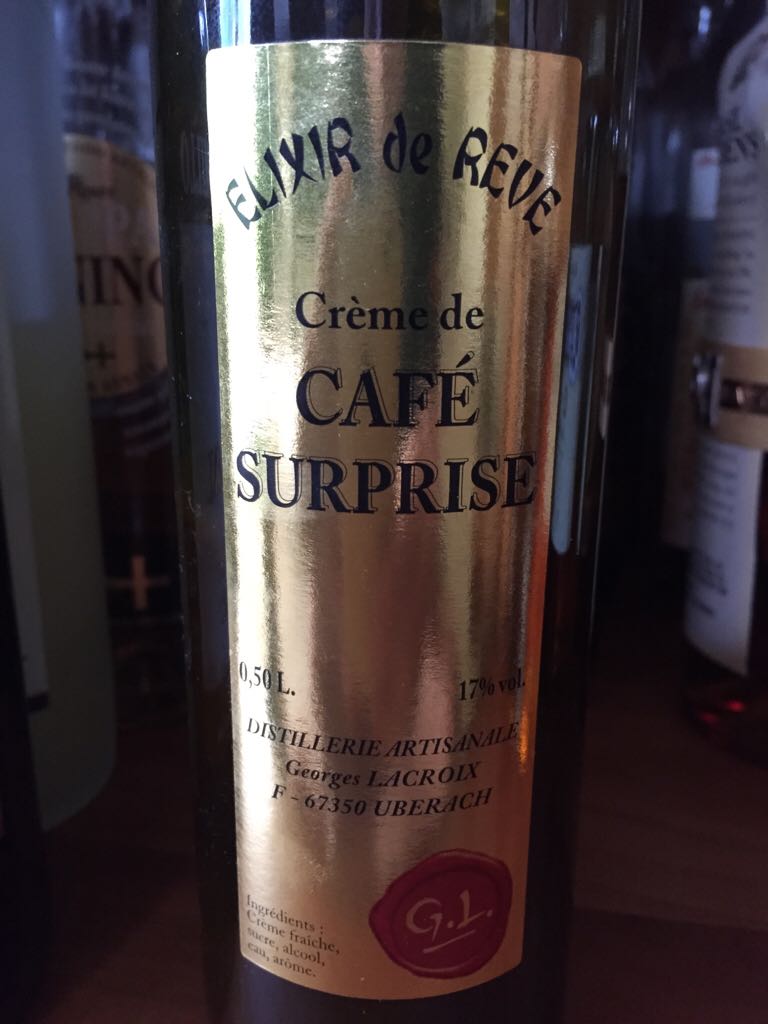 ELIXIR de REVE
Crème de
CAFÉ
SURPRISE
0,50 L. 17% vol.
DISTILLERIE ARTISANALE
Georges LACROIX
F - 67350 UBERACH
Ingrédients :
Crème fraîche,
sucre, alcool,
eau, arôme.
G.L.